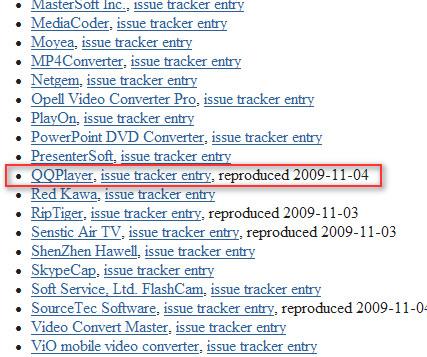 MasterSoft Inc., issue tracker entry
MediaCoder, issue tracker entry
Moyea, issue tracker entry
MP4Converter, issue tracker entry
Netgem, issue tracker entry
Opell Video Converter Pro, issue tracker entry
PlayOn, issue tracker entry
PowerPoint DVD Converter, issue tracker entry
PresenterSoft, issue tracker entry
QQPlayer, issue tracker entry, reproduced 2009-11-04
Red Kawa, issue tracker entry
RipTiger, issue tracker entry, reproduced 2009-11-03
Senstic Air TV, issue tracker entry, reproduced 2009-11-03
ShenZhen Hawell, issue tracker entry
SkypeCap, issue tracker entry
Soft Service, Ltd. FlashCam, issue tracker entry
SourceTec Software, issue tracker entry, reproduced 2009-11-04
Video Convert Master, issue tracker entry
ViO mobile video converter, issue tracker entry